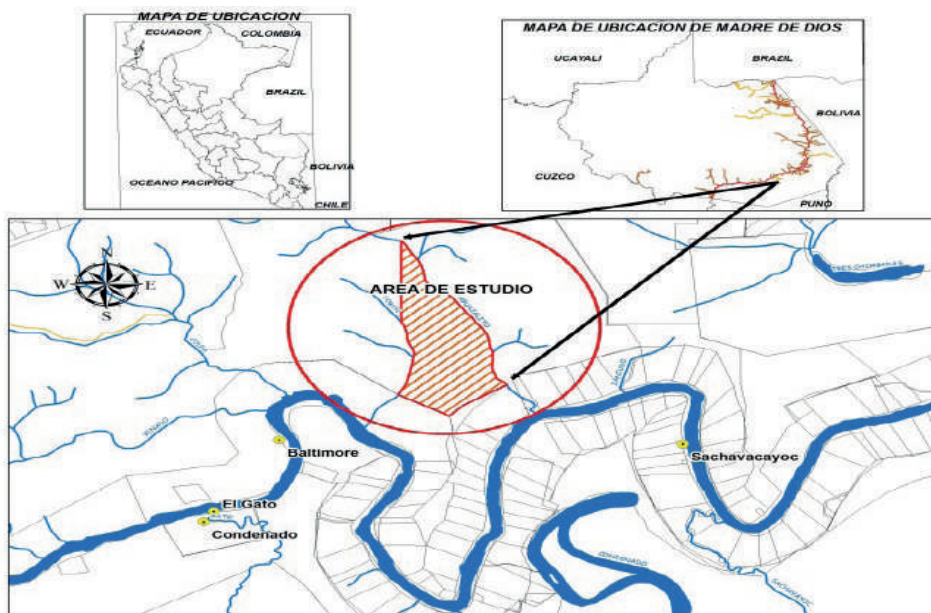 MAPA DE UBICACION
ECUADOR
COLOMBIA
BRAZIL
BOLIVIA
OCEANO PACIFICO
CHILE
MAPA DE UBICACION DE MADRE DE DIOS
UCAYALI
BRAZIL
BOLIVIA
CUZCO
PUNO
N
W
E
S
AREA DE ESTUDIO
Baltimore
El Gato
Condenado
Sachavacayoc
CONDENADO